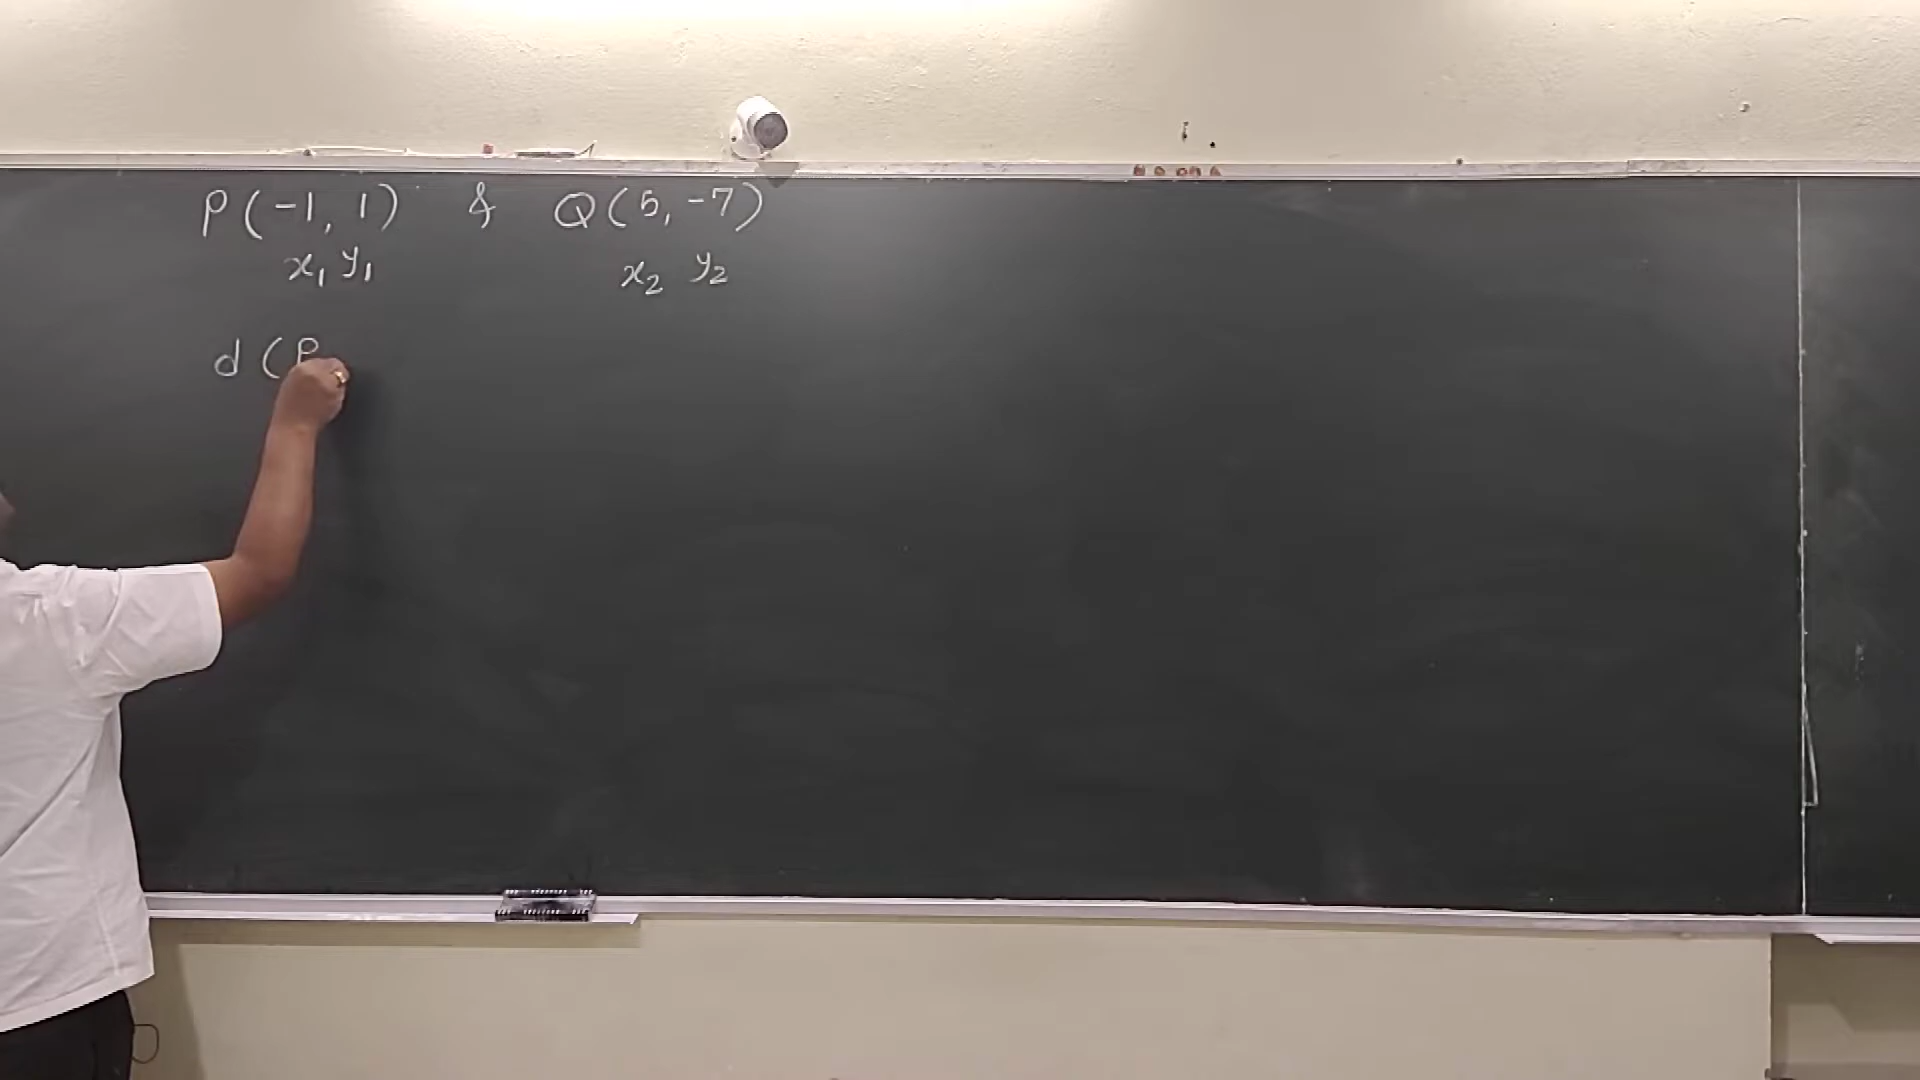 P(-1, 1) & Q(5, -7)
x₁ y₁ x₂ y₂
d (P